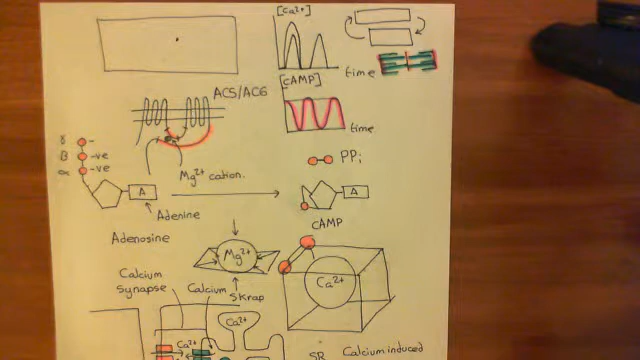 [Ca2+]
time
[cAMP]
time
AC5/AC6
γ -
β -ve
α -ve
Mg2+ cation.
PPi
A
A
Adenine
cAMP
Adenosine
Mg2+
Ca2+
Calcium
Synapse
Calcium
Skrap
Ca2+
Ca2+
SR Calcium induced